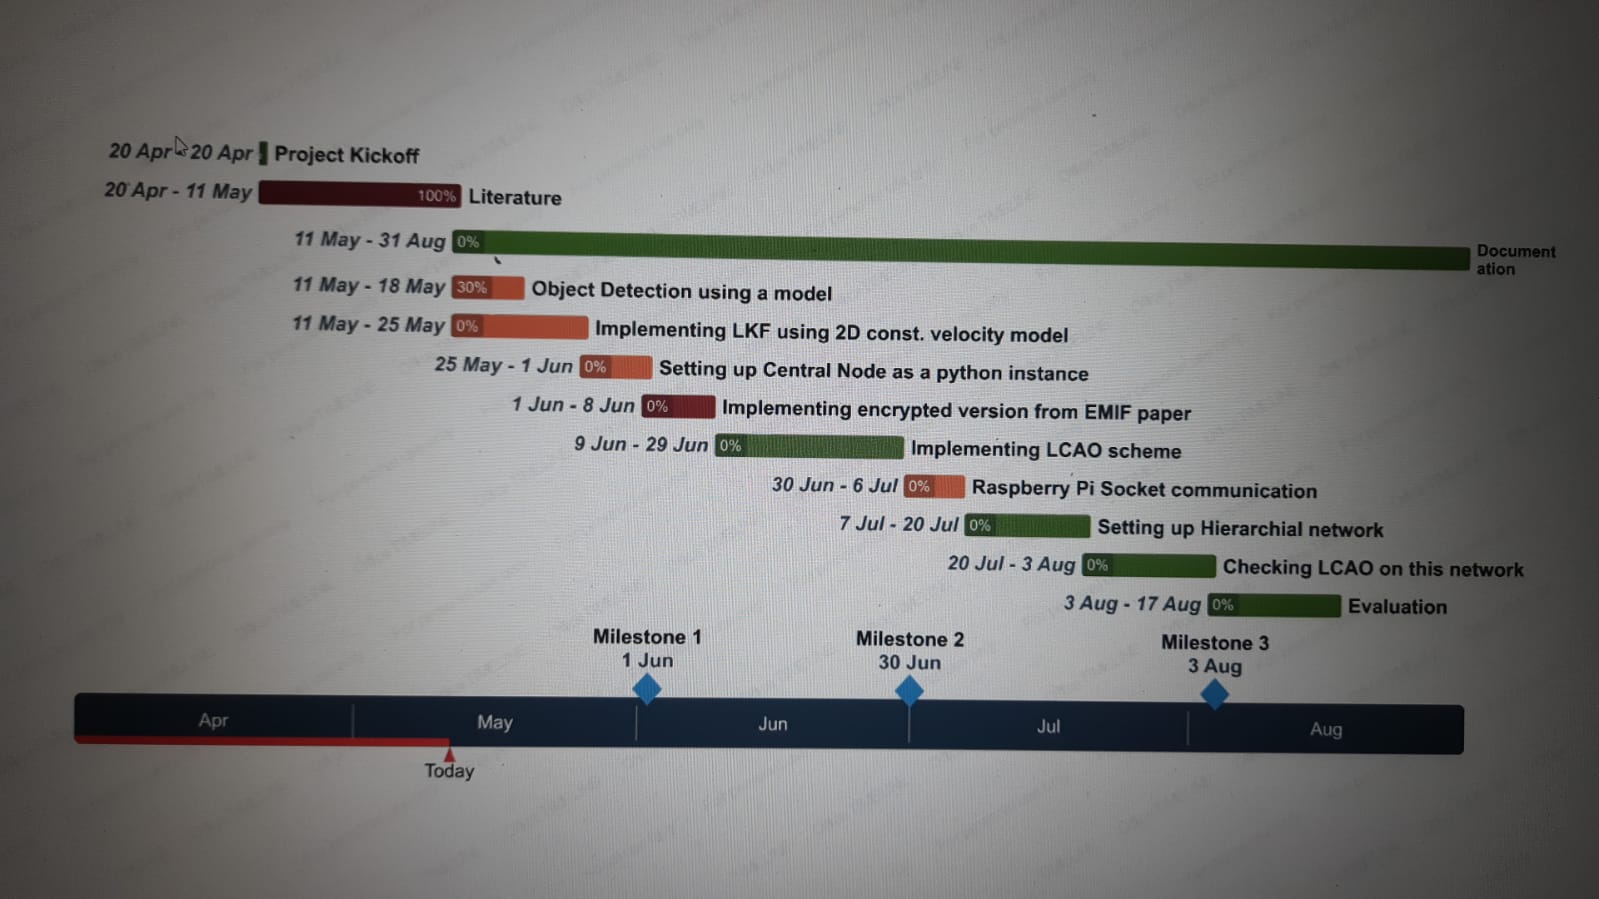 20 Apr - 20 Apr Project Kickoff
20 Apr - 11 May 100% Literature
11 May - 31 Aug 0% Document
ation
11 May - 18 May 30% Object Detection using a model
11 May - 25 May 0% Implementing LKF using 2D const. velocity model
25 May - 1 Jun 0% Setting up Central Node as a python instance
1 Jun - 8 Jun 0% Implementing encrypted version from EMIF paper
9 Jun - 29 Jun 0% Implementing LCAO scheme
30 Jun - 6 Jul 0% Raspberry Pi Socket communication
7 Jul - 20 Jul 0% Setting up Hierarchial network
20 Jul - 3 Aug 0% Checking LCAO on this network
3 Aug - 17 Aug 0% Evaluation
Milestone 1
1 Jun
Milestone 2
30 Jun
Milestone 3
3 Aug
Apr May Jun Jul Aug
Today